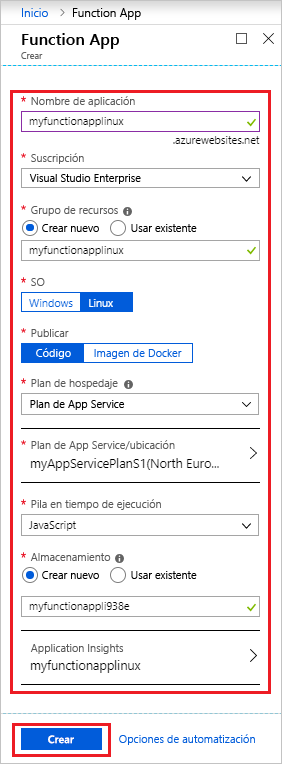 Inicio > Function App
Function App
Crear
* Nombre de aplicación
myfunctionapplinux
.azurewebsites.net
* Suscripción
Visual Studio Enterprise
* Grupo de recursos
Crear nuevo Usar existente
myfunctionapplinux
* SO
Windows Linux
* Publicar
Código Imagen de Docker
* Plan de hospedaje
Plan de App Service
* Plan de App Service/ubicación
myAppServicePlanS1(North Euro...
* Pila en tiempo de ejecución
JavaScript
* Almacenamiento
Crear nuevo Usar existente
myfunctionappli938e
Application Insights
myfunctionapplinux
Crear Opciones de automatización